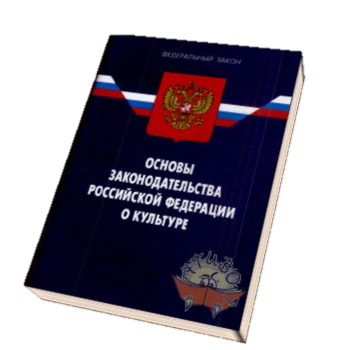 ФЕДЕРАЛЬНЫЙ ЗАКОН
ОСНОВЫ
ЗАКОНОДАТЕЛЬСТВА
РОССИЙСКОЙ ФЕДЕРАЦИИ
О КУЛЬТУРЕ